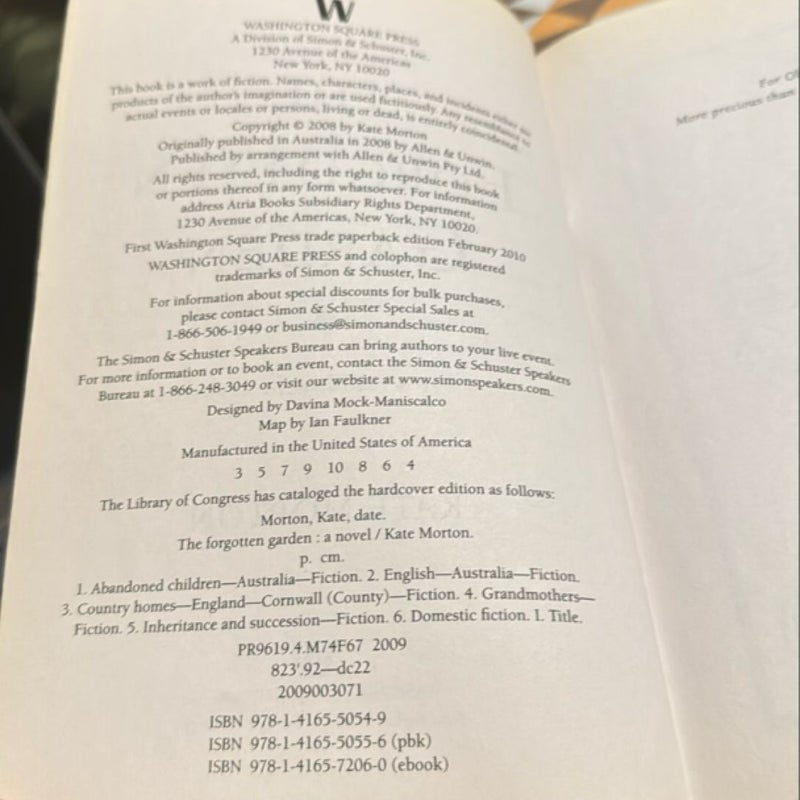 W
WASHINGTON SQUARE PRESS
A Division of Simon & Schuster, Inc.
1230 Avenue of the Americas
New York, NY 10020
This book is a work of fiction. Names, characters, places, and incidents either are
products of the author's imagination or are used fictitiously. Any resemblance to
actual events or locales or persons, living or dead, is entirely coincidental.
Copyright © 2008 by Kate Morton
Originally published in Australia in 2008 by Allen & Unwin.
Published by arrangement with Allen & Unwin Pty Ltd.
All rights reserved, including the right to reproduce this book
or portions thereof in any form whatsoever. For information
address Atria Books Subsidiary Rights Department,
1230 Avenue of the Americas, New York, NY 10020.
First Washington Square Press trade paperback edition February 2010
WASHINGTON SQUARE PRESS and colophon are registered
trademarks of Simon & Schuster, Inc.
For information about special discounts for bulk purchases,
please contact Simon & Schuster Special Sales at
1-866-506-1949 or business@simonandschuster.com.
The Simon & Schuster Speakers Bureau can bring authors to your live event.
For more information or to book an event, contact the Simon & Schuster Speakers
Bureau at 1-866-248-3049 or visit our website at www.simonspeakers.com.
Designed by Davina Mock-Maniscalco
Map by Ian Faulkner
Manufactured in the United States of America
3 5 7 9 10 8 6 4
The Library of Congress has cataloged the hardcover edition as follows:
Morton, Kate, date.
The forgotten garden : a novel / Kate Morton.
p. cm.
1. Abandoned children—Australia—Fiction. 2. English—Australia—Fiction.
3. Country homes—England—Cornwall (County)—Fiction. 4. Grandmothers—
Fiction. 5. Inheritance and succession—Fiction. 6. Domestic fiction. I. Title.
PR9619.4.M74F67 2009
823'.92—dc22
2009003071
ISBN 978-1-4165-5054-9
ISBN 978-1-4165-5055-6 (pbk)
ISBN 978-1-4165-7206-0 (ebook)
For
More precious than